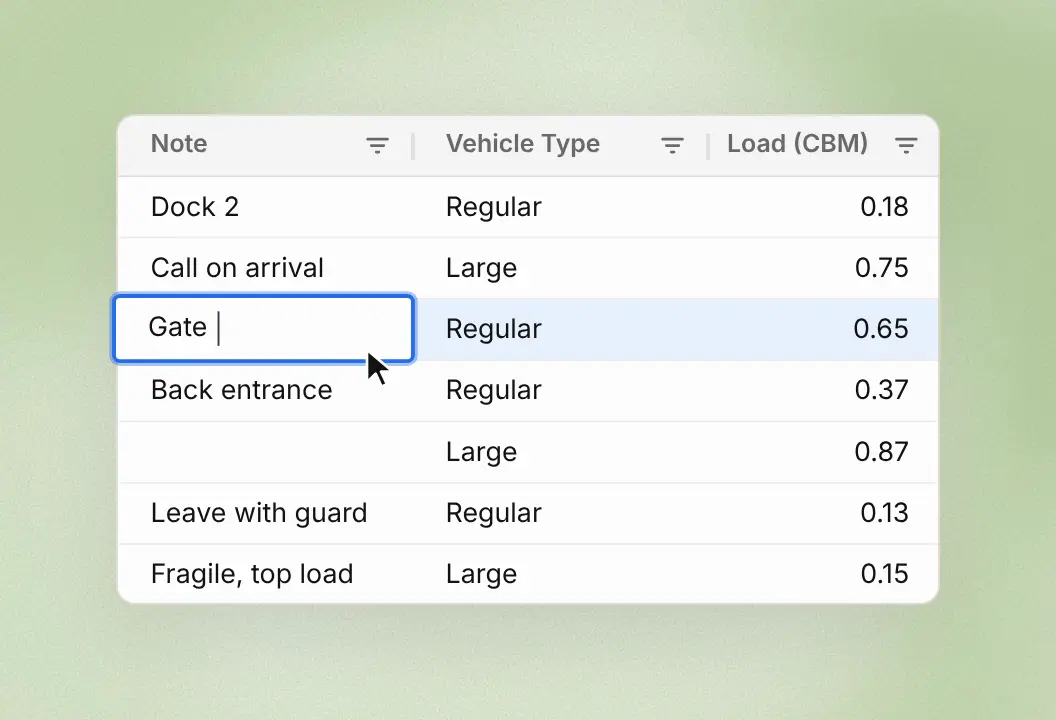 Note Vehicle Type Load (CBM)
Dock 2 Regular 0.18
Call on arrival Large 0.75
Gate Regular 0.65
Back entrance Regular 0.37
Large 0.87
Leave with guard Regular 0.13
Fragile, top load Large 0.15